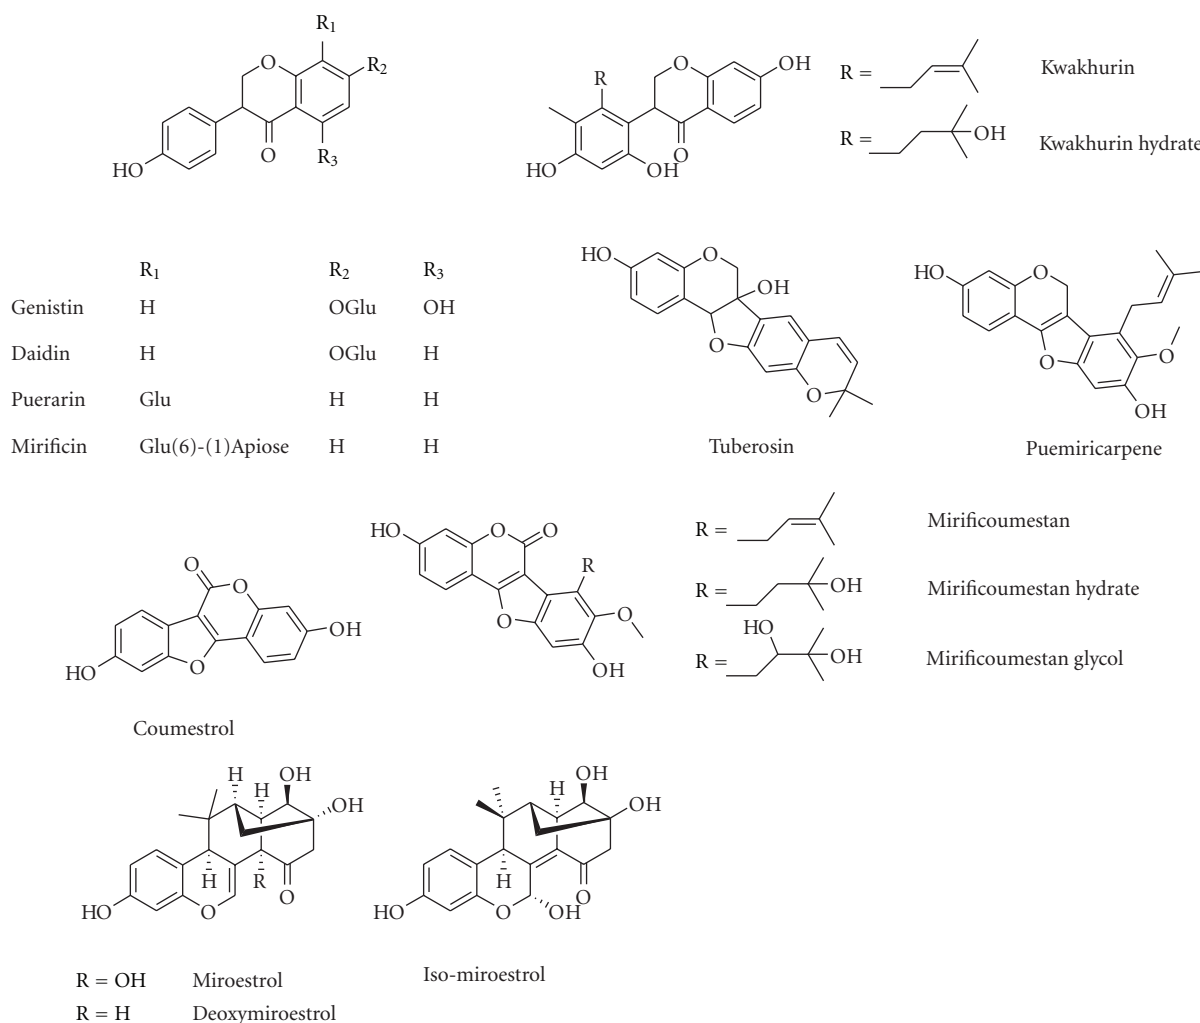 R1
O
R2
HO
O
R3
R
O
OH
HO
OH
O
R =
Kwakhurin
R =
OH
Kwakhurin hydrate
R1 R2 R3
Genistin H OGlu OH
Daidin H OGlu H
Puerarin Glu H H
Mirificin Glu(6)-(1)Apiose H H
HO
O
OH
O
O
Tuberosin
HO
O
O
O
OH
Puemiricarpene
O
O
OH
HO
O
Coumestrol
HO
O
O
R
O
O
OH
R =
Mirificoumestan
R =
OH
Mirificoumestan hydrate
HO
R =
OH
Mirificoumestan glycol
H
OH
H
OH
H
R
O
HO
O
R = OH Miroestrol
R = H Deoxymiroestrol
OH
H
OH
H
HO
O
OH
O
Iso-miroestrol